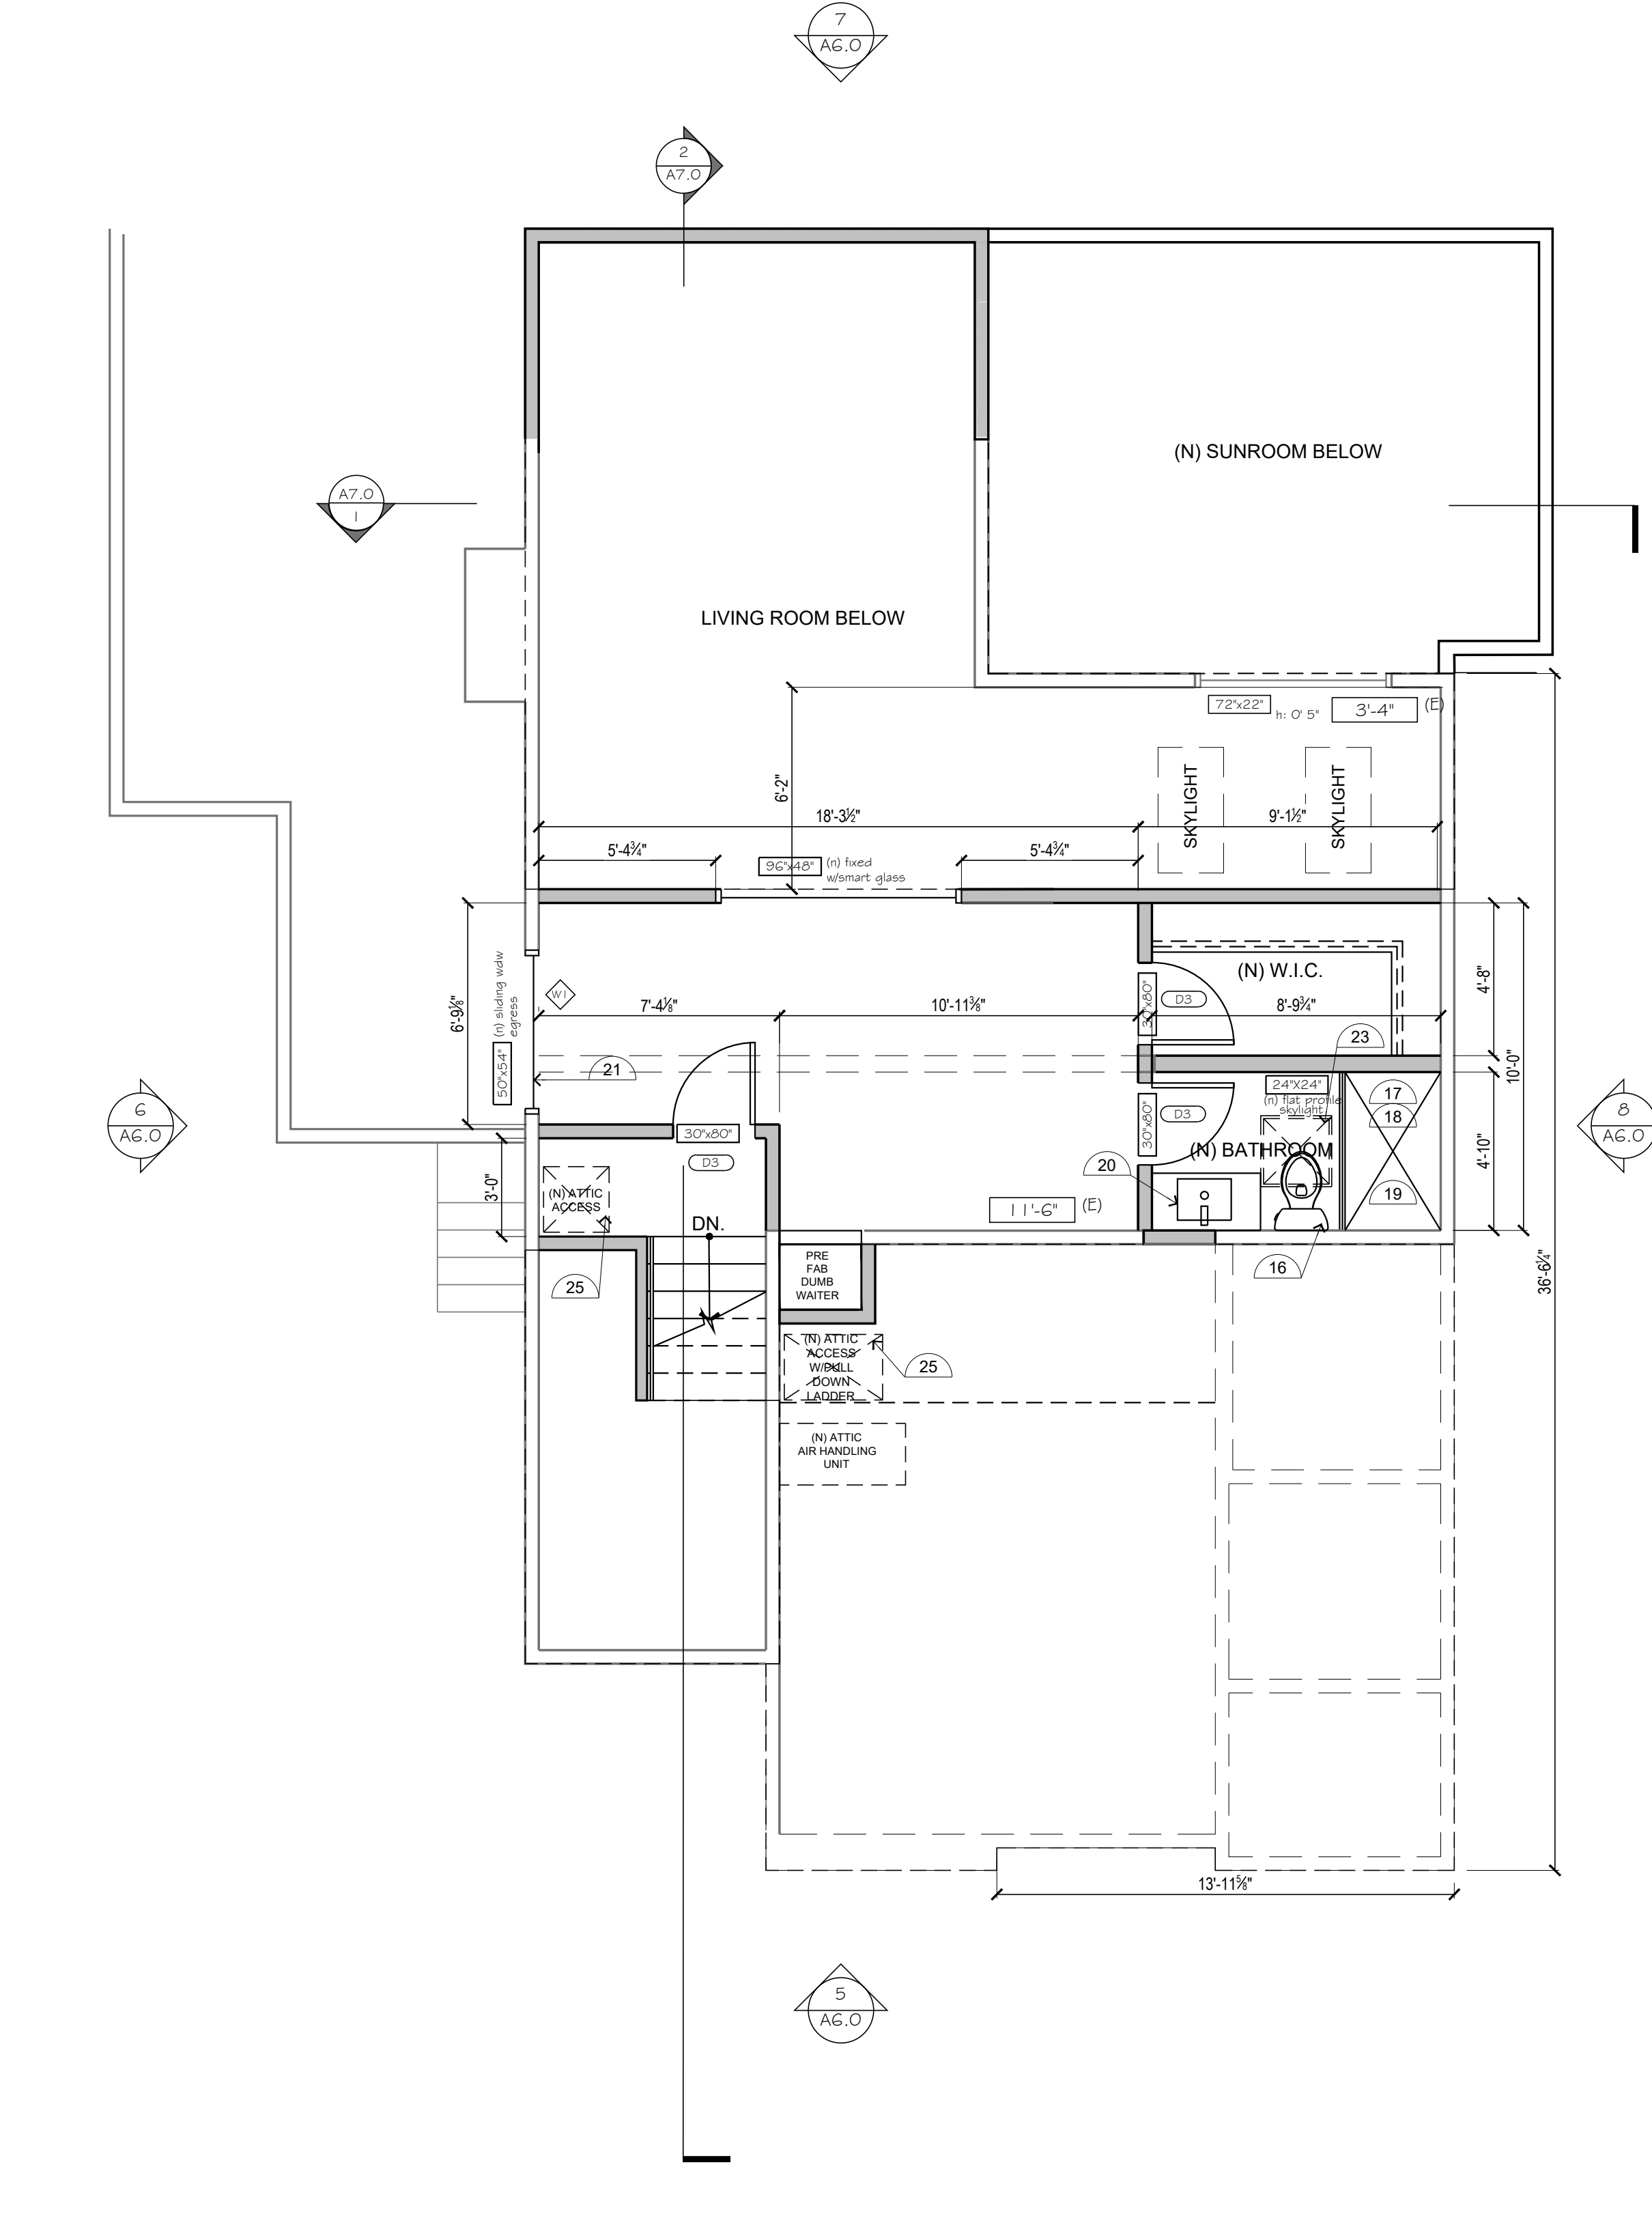 7
A6.0
2
A7.0
(N) SUNROOM BELOW
A7.0
1
LIVING ROOM BELOW
72"x22"
h: 0' 5"
3'-4"
(E)
6'-2"
SKYLIGHT
SKYLIGHT
18'-3½"
9'-1½"
5'-4¾"
5'-4¾"
96"x48"
(n) fixed
w/smart glass
(N) W.I.C.
4'-8"
(n) sliding wdw
egress
W1
30"x80"
D3
6'-9⅛"
7'-4⅛"
10'-11⅜"
8'-9¾"
23
10'-0"
50"x54"
21
24"X24"
(n) flat profile
skylight
17
18
6
A6.0
8
A6.0
30"x80"
D3
30"x80"
(N) BATHROOM
4'-10"
D3
20
3'-0"
(N) ATTIC
ACCESS
19
11'-6"
(E)
DN.
25
PRE
FAB
DUMB
WAITER
16
36'-6¼"
(N) ATTIC
ACCESS
W/PULL
DOWN
LADDER
25
(N) ATTIC
AIR HANDLING
UNIT
13'-11⅝"
5
A6.0